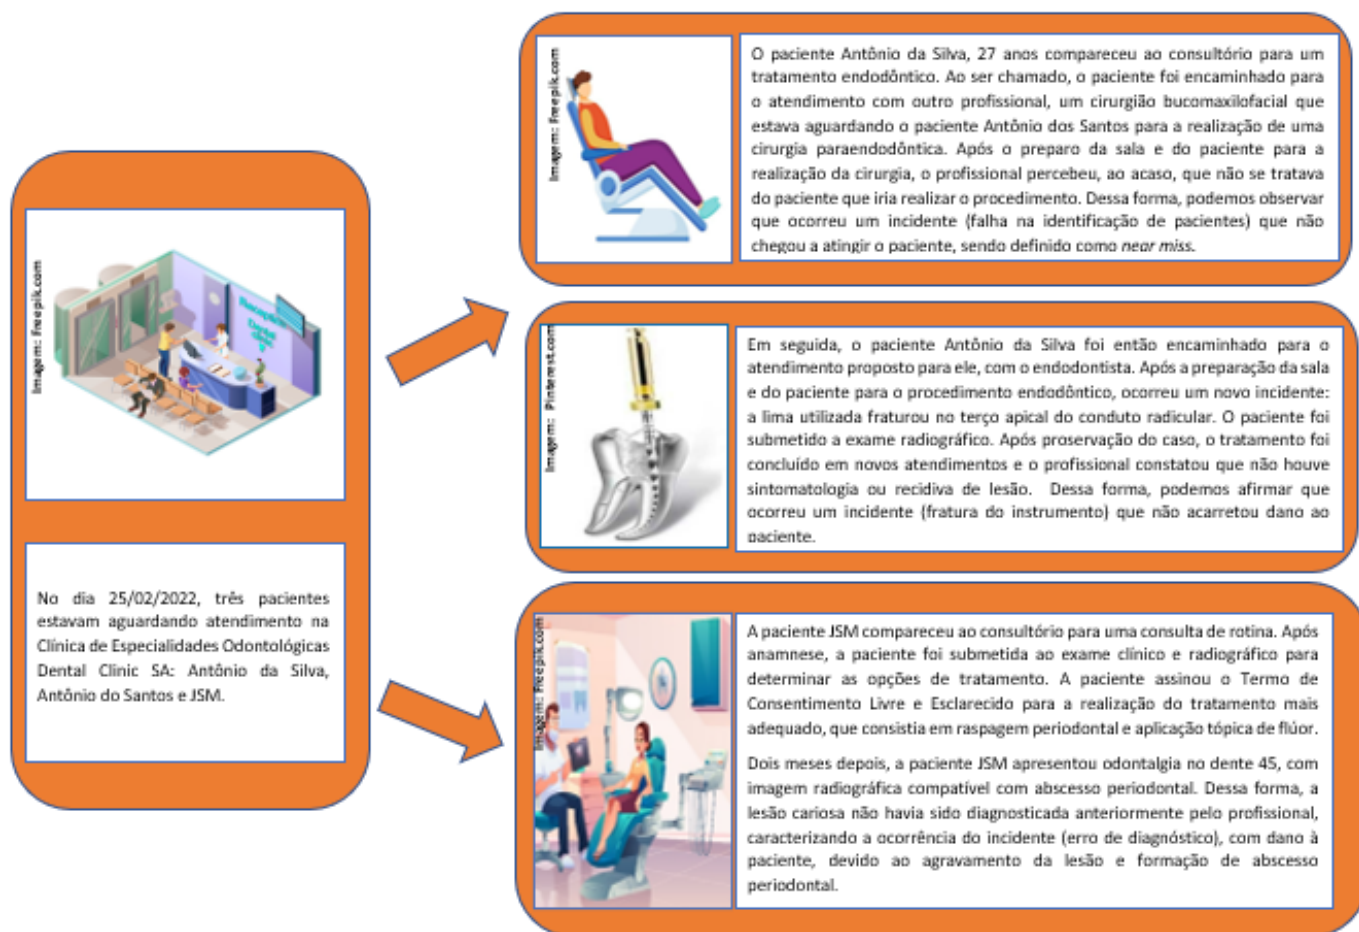 Imagem: Freepik.com
Reception
Dental
clinic
No dia 25/02/2022, três pacientes
estavam aguardando atendimento na
Clínica de Especialidades Odontológicas
Dental Clinic SA: Antônio da Silva,
Antônio do Santos e JSM.
Imagem: Freepik.com
O paciente Antônio da Silva, 27 anos compareceu ao consultório para um
tratamento endodôntico. Ao ser chamado, o paciente foi encaminhado para
o atendimento com outro profissional, um cirurgião bucomaxilofacial que
estava aguardando o paciente Antônio dos Santos para a realização de uma
cirurgia paraendodôntica. Após o preparo da sala e do paciente para a
realização da cirurgia, o profissional percebeu, ao acaso, que não se tratava
do paciente que iria realizar o procedimento. Dessa forma, podemos observar
que ocorreu um incidente (falha na identificação de pacientes) que não
chegou a atingir o paciente, sendo definido como near miss.
Imagem: Pinterest.com
Em seguida, o paciente Antônio da Silva foi então encaminhado para o
atendimento proposto para ele, com o endodontista. Após a preparação da sala
e do paciente para o procedimento endodôntico, ocorreu um novo incidente:
a lima utilizada fraturou no terço apical do conduto radicular. O paciente foi
submetido a exame radiográfico. Após proservação do caso, o tratamento foi
concluído em novos atendimentos e o profissional constatou que não houve
sintomatologia ou recidiva de lesão. Dessa forma, podemos afirmar que
ocorreu um incidente (fratura do instrumento) que não acarretou dano ao
paciente.
Imagem: Freepik.com
A paciente JSM compareceu ao consultório para uma consulta de rotina. Após
anamnese, a paciente foi submetida ao exame clínico e radiográfico para
determinar as opções de tratamento. A paciente assinou o Termo de
Consentimento Livre e Esclarecido para a realização do tratamento mais
adequado, que consistia em raspagem periodontal e aplicação tópica de flúor.
Dois meses depois, a paciente JSM apresentou odontalgia no dente 45, com
imagem radiográfica compatível com abscesso periodontal. Dessa forma, a
lesão cariosa não havia sido diagnosticada anteriormente pelo profissional,
caracterizando a ocorrência do incidente (erro de diagnóstico), com dano à
paciente, devido ao agravamento da lesão e formação de abscesso
periodontal.